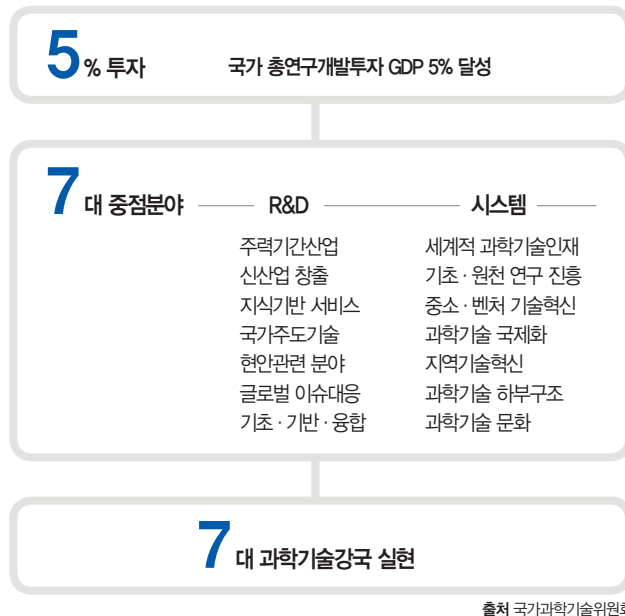 5% 투자 국가 총연구개발투자 GDP 5% 달성
7대 중점분야 R&D 시스템
주력기간산업 세계적 과학기술인재
신산업 창출 기초·원천 연구 진흥
지식기반 서비스 중소·벤처 기술혁신
국가주도기술 과학기술 국제화
현안관련 분야 지역기술혁신
글로벌 이슈대응 과학기술 하부구조
기초·기반·융합 과학기술 문화
7대 과학기술강국 실현
출처 국가과학기술위원회